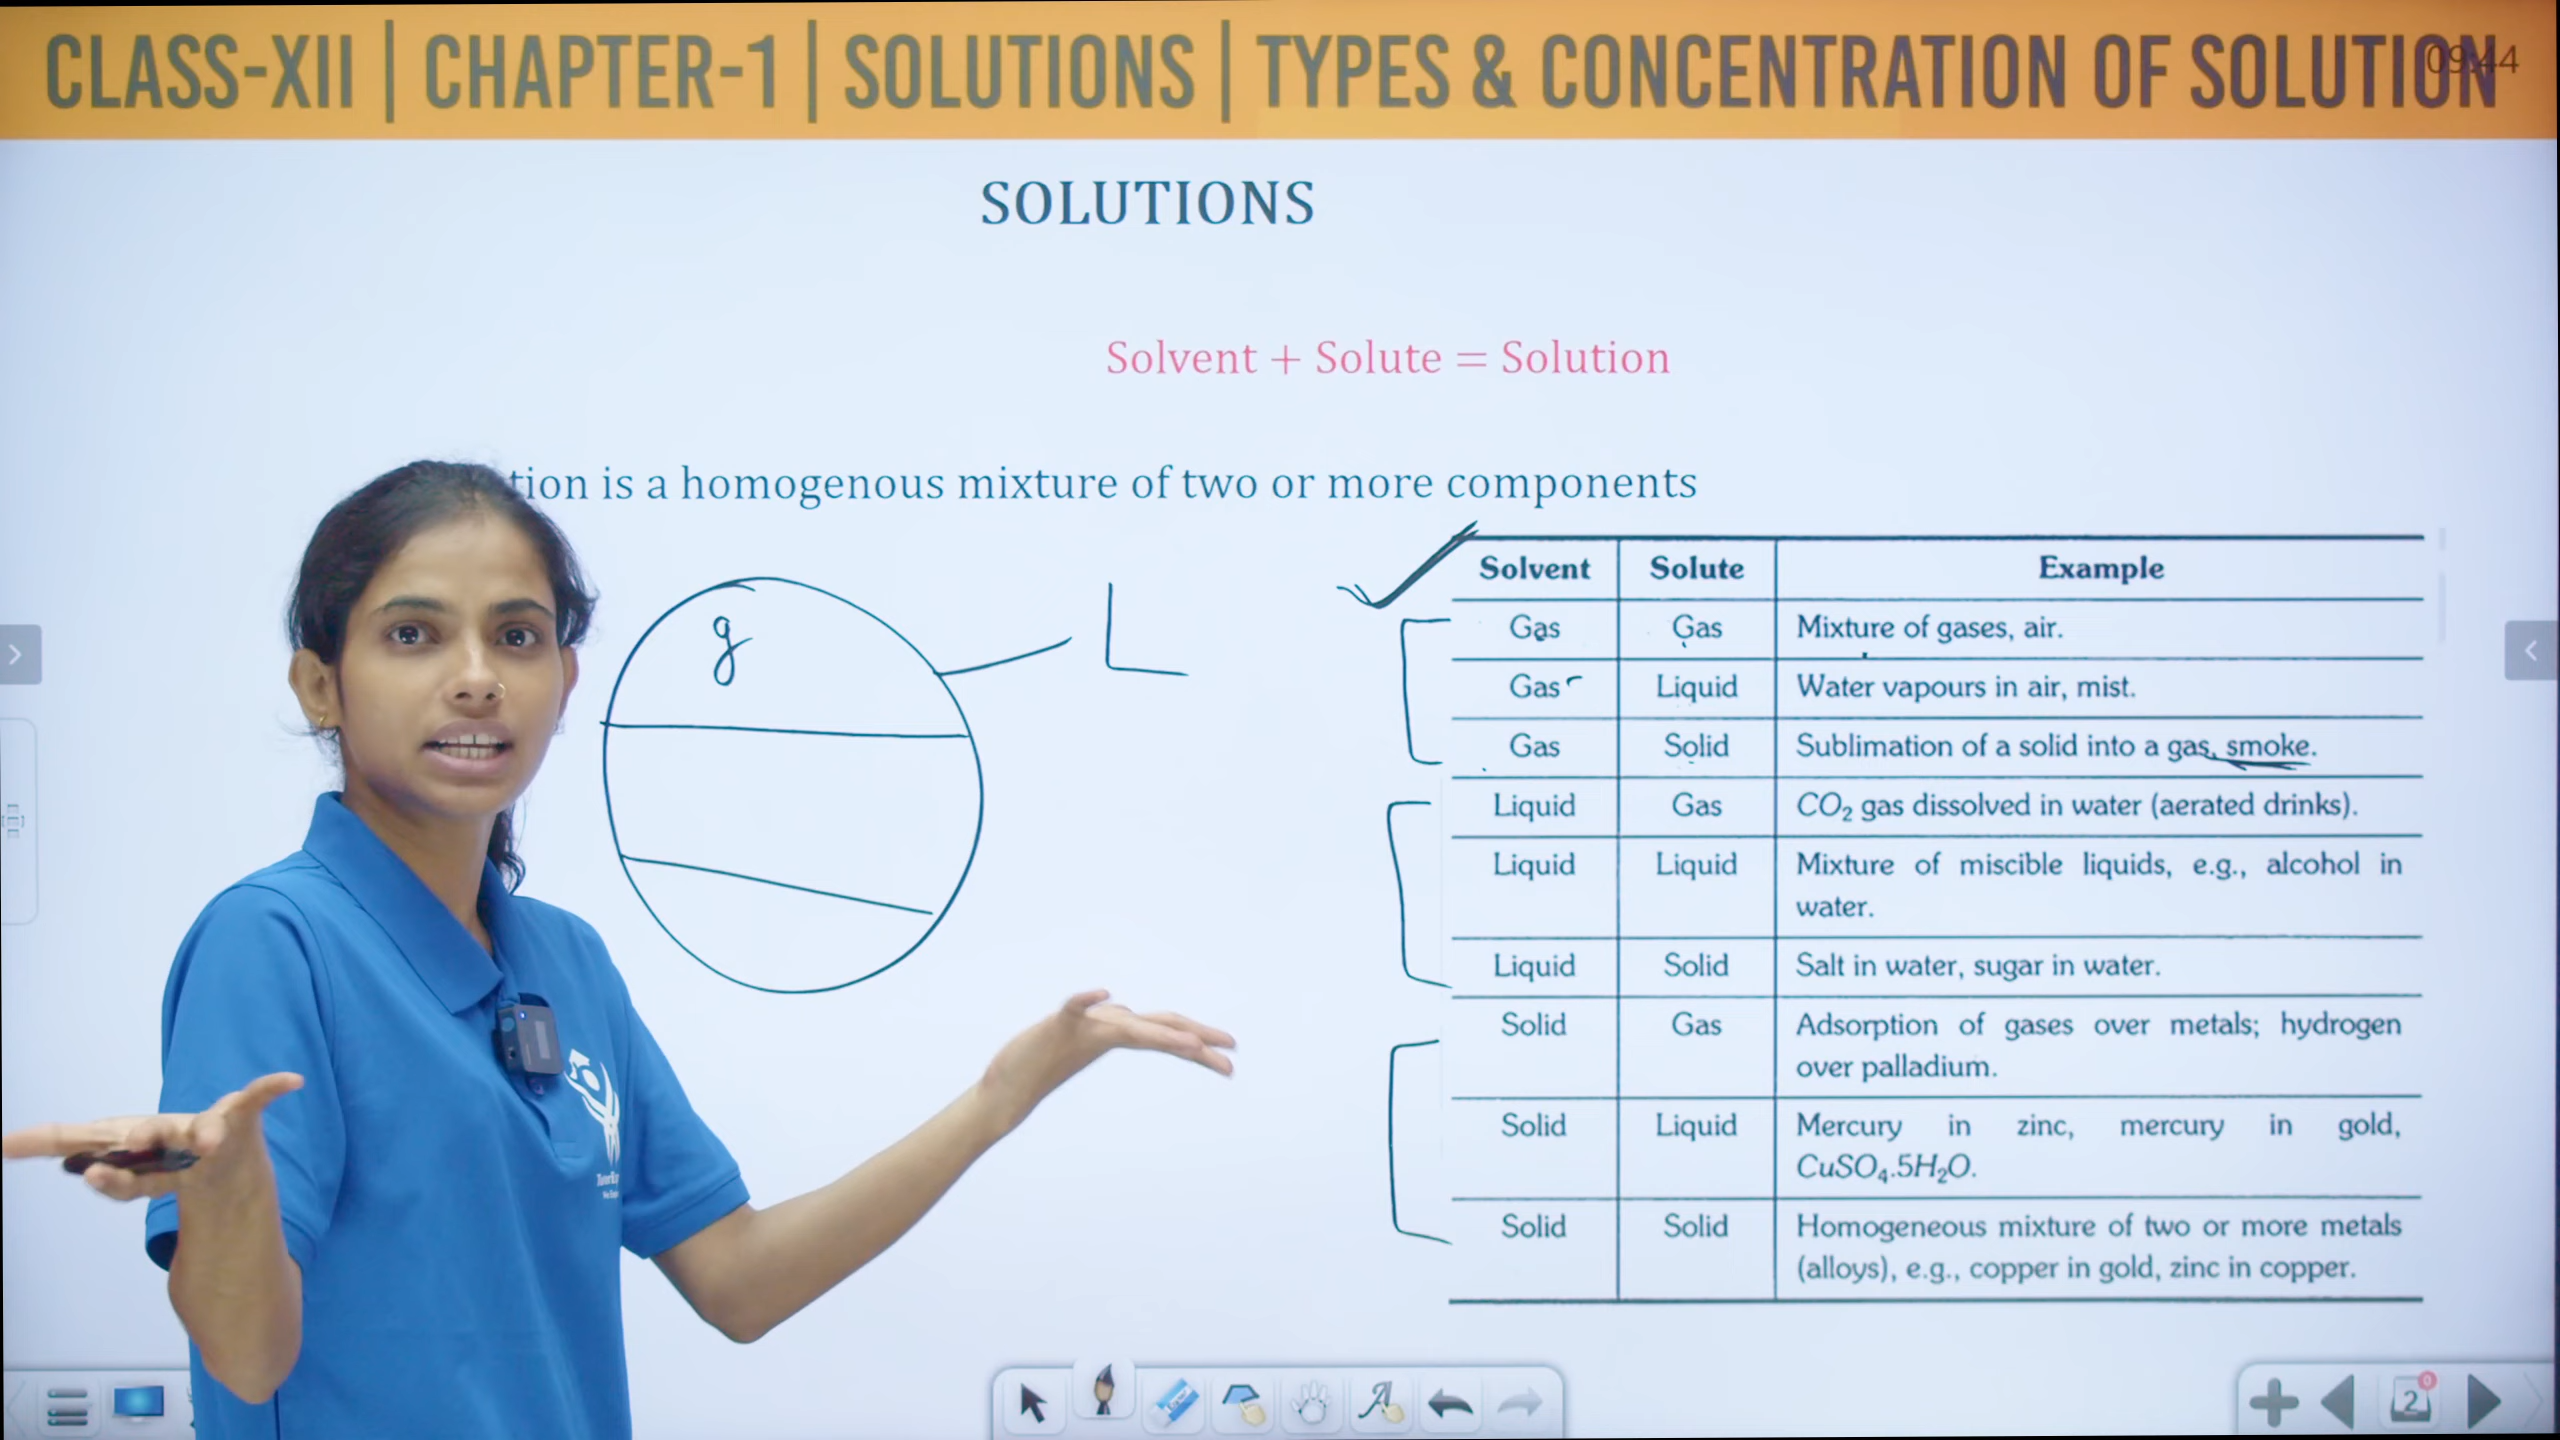 CLASS-XII | CHAPTER-1 | SOLUTIONS | TYPES & CONCENTRATION OF SOLUTION
09:44
SOLUTIONS
Solvent + Solute = Solution
tion is a homogenous mixture of two or more components
g
L
Solvent Solute Example
Gas Gas Mixture of gases, air.
Gas Liquid Water vapours in air, mist.
Gas Solid Sublimation of a solid into a gas, smoke.
Liquid Gas CO₂ gas dissolved in water (aerated drinks).
Liquid Liquid Mixture of miscible liquids, e.g., alcohol in
water.
Liquid Solid Salt in water, sugar in water.
Solid Gas Adsorption of gases over metals; hydrogen
over palladium.
Solid Liquid Mercury in zinc, mercury in gold,
CuSO₄.5H₂O.
Solid Solid Homogeneous mixture of two or more metals
(alloys), e.g., copper in gold, zinc in copper.
2
0